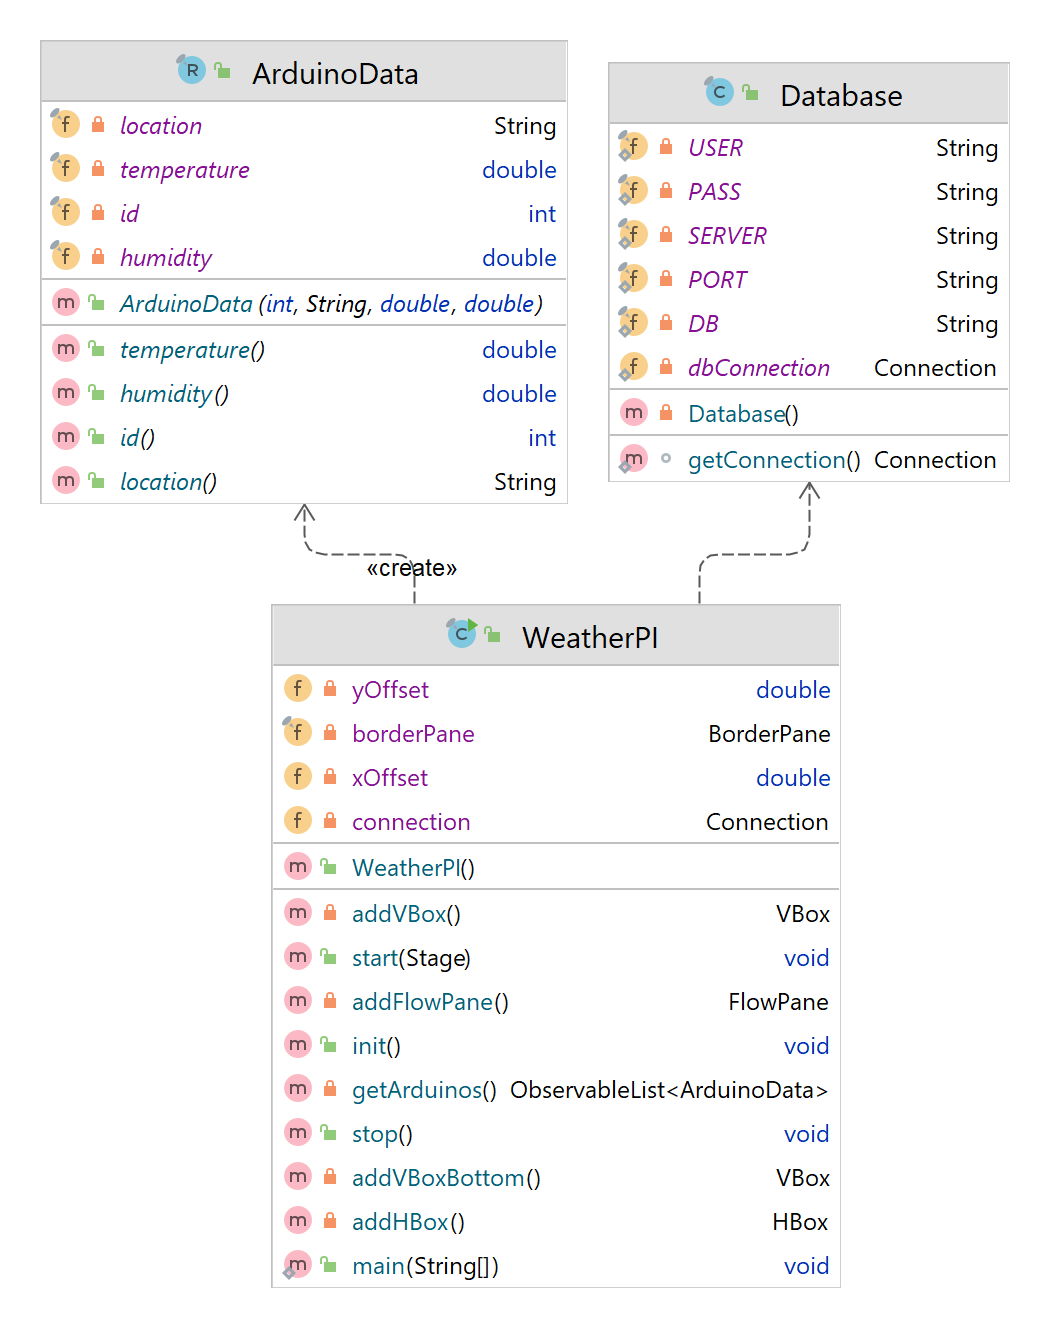 ArduinoData
location String
temperature double
id int
humidity double
ArduinoData (int, String, double, double)
temperature() double
humidity() double
id() int
location() String
Database
USER String
PASS String
SERVER String
PORT String
DB String
dbConnection Connection
Database()
getConnection() Connection
«create»
WeatherPI
yOffset double
borderPane BorderPane
xOffset double
connection Connection
WeatherPI()
addVBox() VBox
start(Stage) void
addFlowPane() FlowPane
init() void
getArduinos() ObservableList<ArduinoData>
stop() void
addVBoxBottom() VBox
addHBox() HBox
main(String[]) void